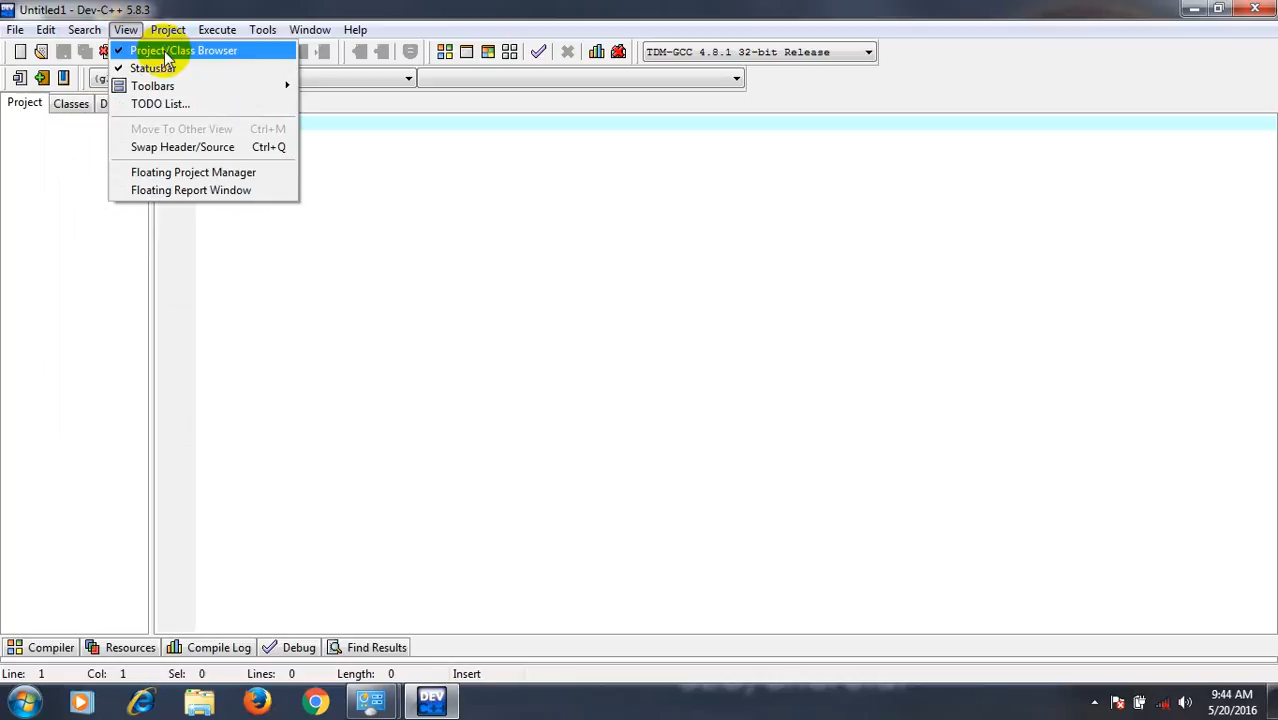 Untitled1 - Dev-C++ 5.8.3
File Edit Search View Project Execute Tools Window Help
Project/Class Browser
TDM-GCC 4.8.1 32-bit Release
Statusbar
(g
Toolbars
Project Classes D
TODO List...
Move To Other View Ctrl+M
Swap Header/Source Ctrl+Q
Floating Project Manager
Floating Report Window
Compiler Resources Compile Log Debug Find Results
Line: 1 Col: 1 Sel: 0 Lines: 0 Length: 0 Insert
DEV
9:44 AM
5/20/2016